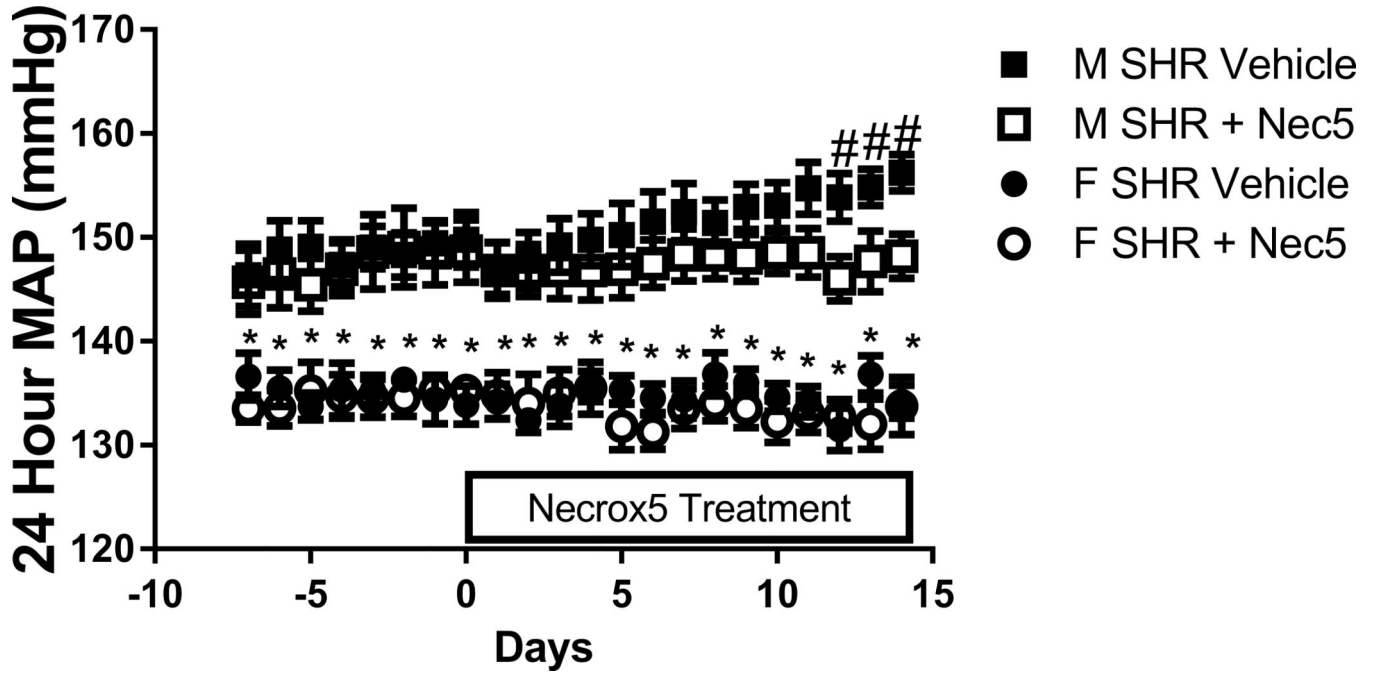 24 Hour MAP (mmHg)
170
160
150
140
130
120
# # #
* * * * * * * * * * * * * * * * * * * * * *
Necrox5 Treatment
-10 -5 0 5 10 15
Days
M SHR Vehicle
M SHR + Nec5
F SHR Vehicle
F SHR + Nec5